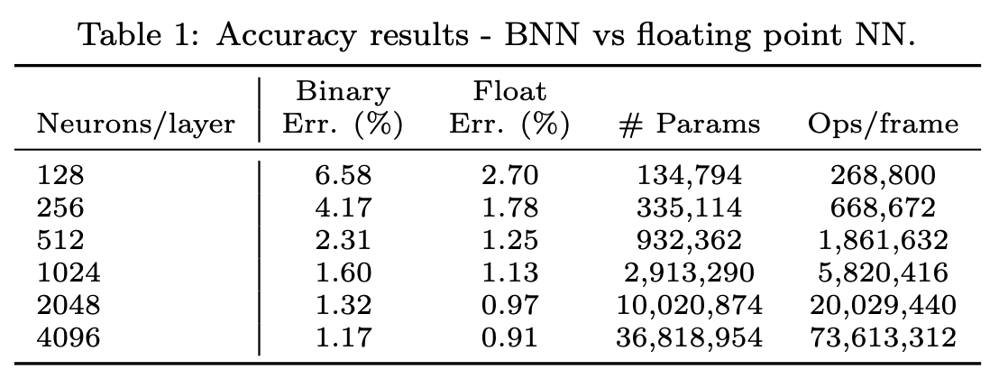 Table 1: Accuracy results - BNN vs floating point NN.
Binary Float
Neurons/layer Err. (%) Err. (%) # Params Ops/frame
128 6.58 2.70 134,794 268,800
256 4.17 1.78 335,114 668,672
512 2.31 1.25 932,362 1,861,632
1024 1.60 1.13 2,913,290 5,820,416
2048 1.32 0.97 10,020,874 20,029,440
4096 1.17 0.91 36,818,954 73,613,312